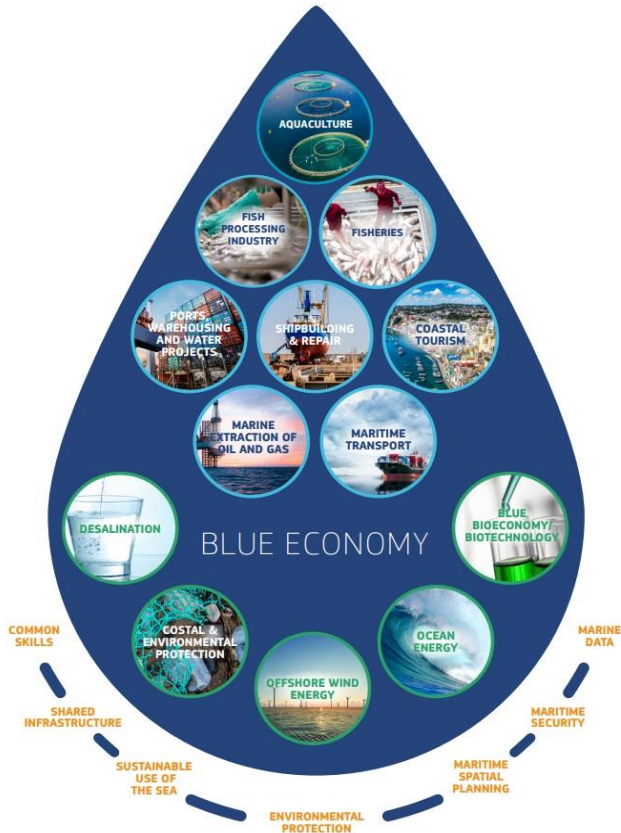 AQUACULTURE
FISH
PROCESSING
INDUSTRY
FISHERIES
PORTS,
WAREHOUSING
AND WATER
PROJECTS
SHIPBUILDING
& REPAIR
COASTAL
TOURISM
MARINE
EXTRACTION OF
OIL AND GAS
MARITIME
TRANSPORT
DESALINATION
BLUE ECONOMY
BLUE
BIOECONOMY/
BIOTECHNOLOGY
COSTAL &
ENVIRONMENTAL
PROTECTION
OFFSHORE WIND
ENERGY
OCEAN
ENERGY
COMMON
SKILLS
SHARED
INFRASTRUCTURE
SUSTAINABLE
USE OF
THE SEA
ENVIRONMENTAL
PROTECTION
MARITIME
SPATIAL
PLANNING
MARITIME
SECURITY
MARINE
DATA